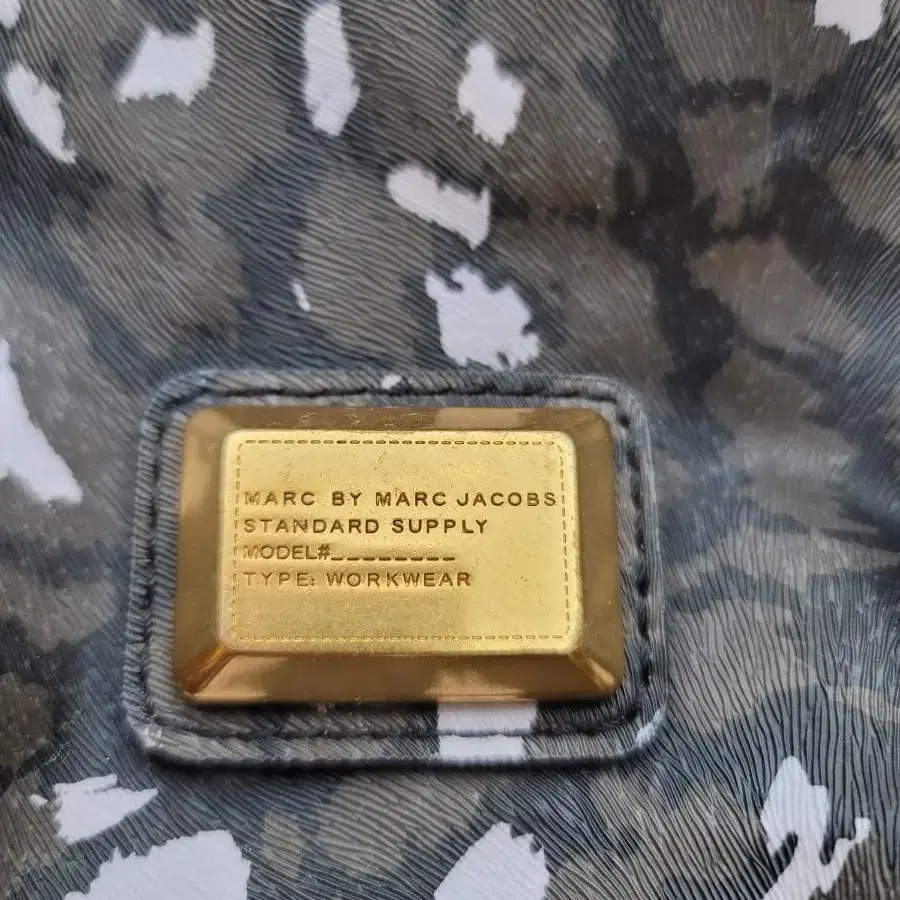 MARC BY MARC JACOBS
STANDARD SUPPLY
MODEL#________
TYPE: WORKWEAR